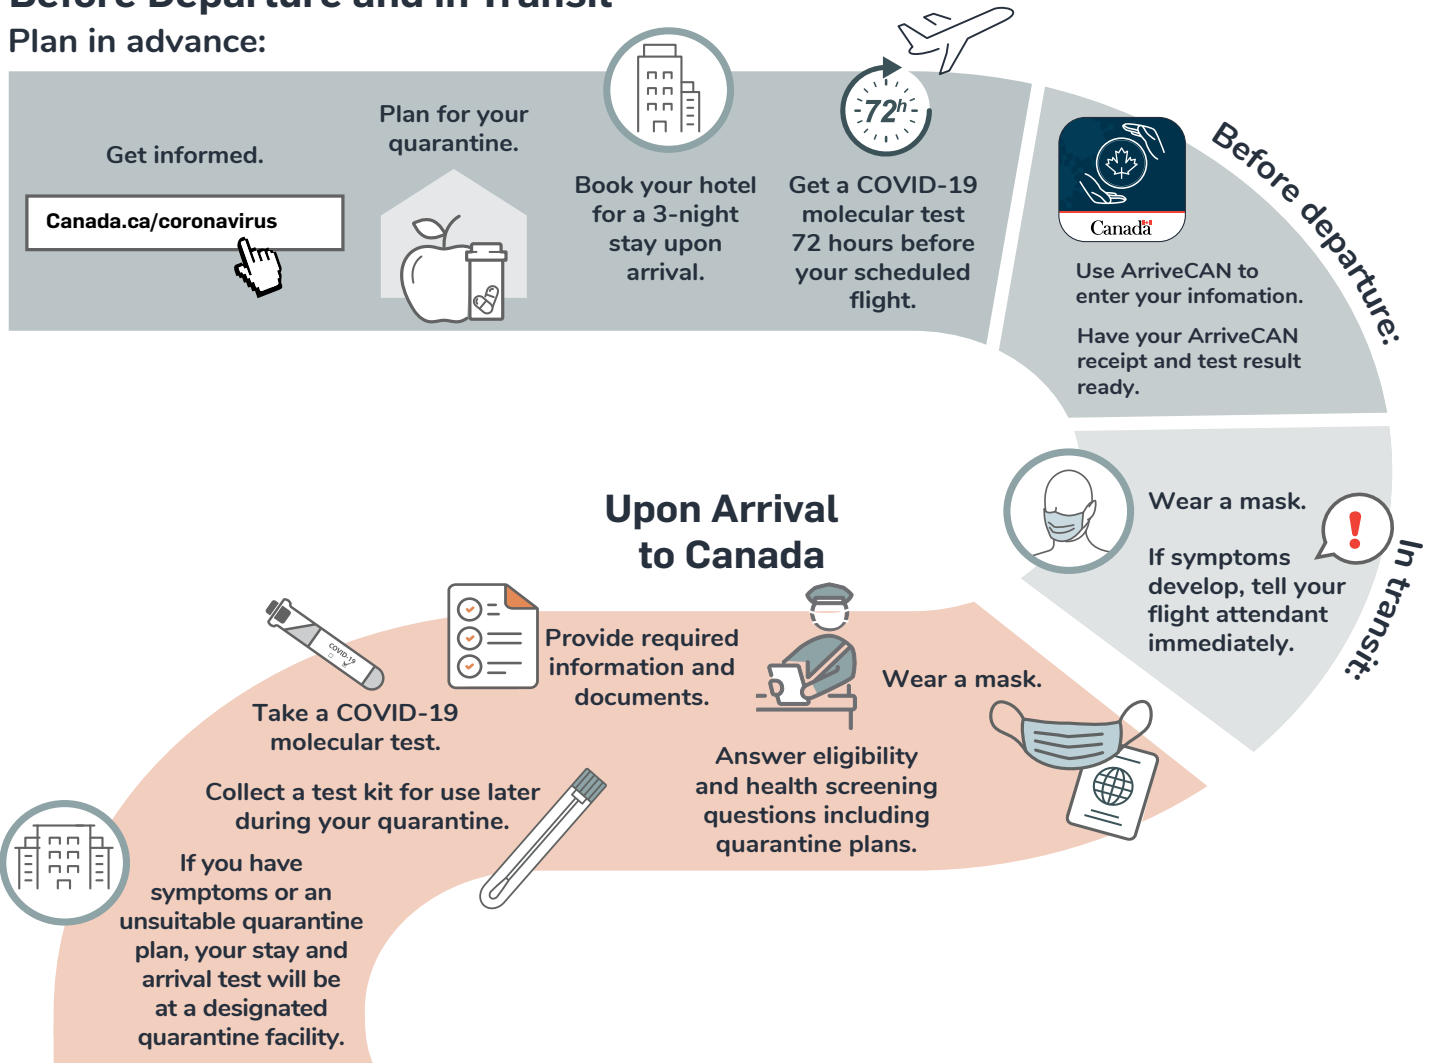 Before Departure and in Transit
Plan in advance:
Get informed.
Canada.ca/coronavirus
Plan for your
quarantine.
Book your hotel
for a 3-night
stay upon
arrival.
72h
Get a COVID-19
molecular test
72 hours before
your scheduled
flight.
Before departure:
Canada
Use ArriveCAN to
enter your infomation.
Have your ArriveCAN
receipt and test result
ready.
In transit:
Wear a mask.
!
If symptoms
develop, tell your
flight attendant
immediately.
Upon Arrival
to Canada
Wear a mask.
Answer eligibility
and health screening
questions including
quarantine plans.
Provide required
information and
documents.
COVID-19
Take a COVID-19
molecular test.
Collect a test kit for use later
during your quarantine.
If you have
symptoms or an
unsuitable quarantine
plan, your stay and
arrival test will be
at a designated
quarantine facility.